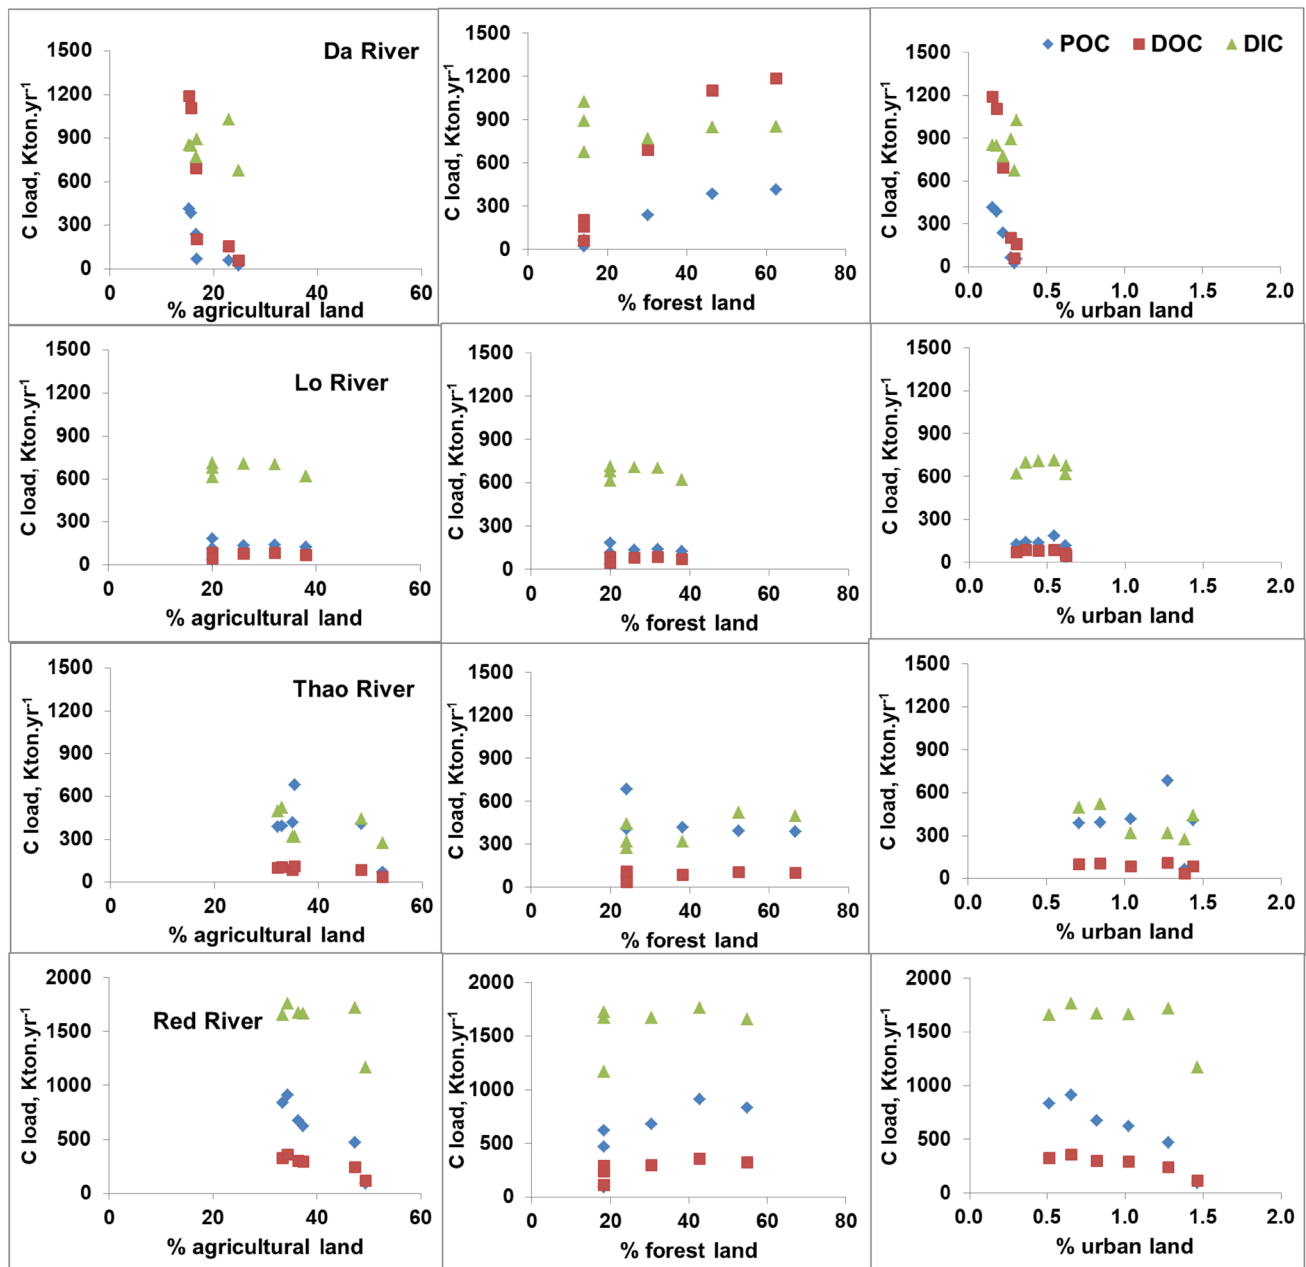 Da River
C load, Kton.yr-1
1500
1200
900
600
300
0
0 20 40 60
% agricultural land
C load, Kton.yr-1
1500
1200
900
600
300
0
0 20 40 60 80
% forest land
POC DOC DIC
C load, Kton.yr-1
1500
1200
900
600
300
0
0.0 0.5 1.0 1.5 2.0
% urban land
Lo River
C load, Kton.yr-1
1500
1200
900
600
300
0
0 20 40 60
% agricultural land
C load, Kton.yr-1
1500
1200
900
600
300
0
0 20 40 60 80
% forest land
C load, Kton.yr-1
1500
1200
900
600
300
0
0.0 0.5 1.0 1.5 2.0
% urban land
Thao River
C load, Kton.yr-1
1500
1200
900
600
300
0
0 20 40 60
% agricultural land
C load, Kton.yr-1
1500
1200
900
600
300
0
0 20 40 60 80
% forest land
C load, Kton.yr-1
1500
1200
900
600
300
0
0.0 0.5 1.0 1.5 2.0
% urban land
Red River
C load, Kton.yr-1
2000
1500
1000
500
0
0 20 40 60
% agricultural land
C load, Kton.yr-1
2000
1500
1000
500
0
0 20 40 60 80
% forest land
C load, Kton.yr-1
2000
1500
1000
500
0
0.0 0.5 1.0 1.5 2.0
% urban land